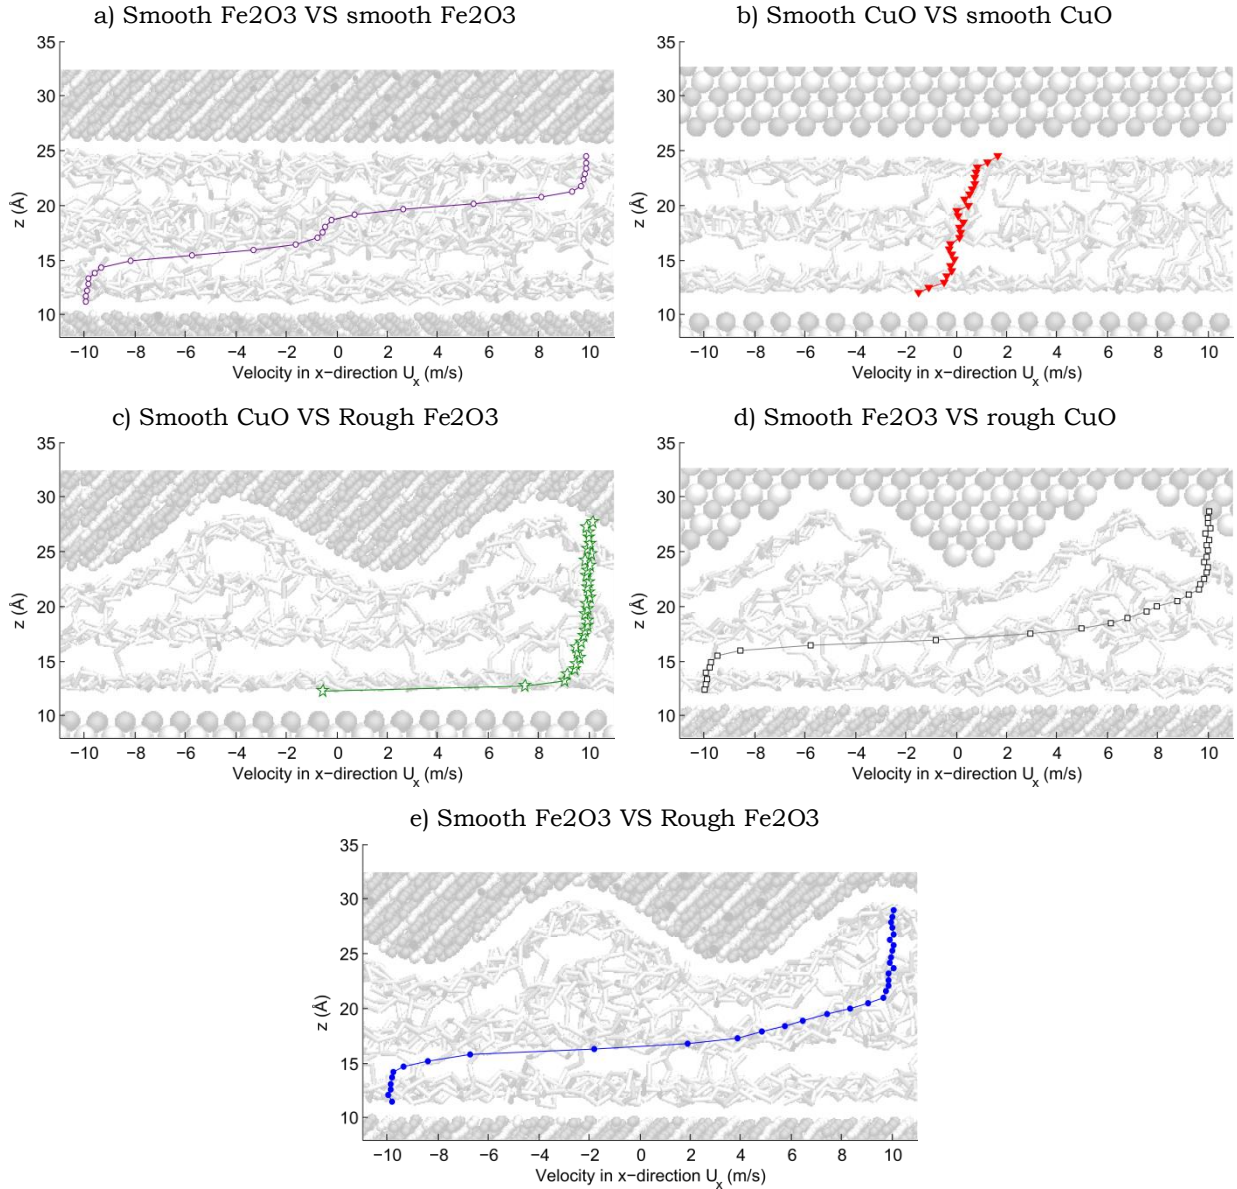 a) Smooth Fe2O3 VS smooth Fe2O3
b) Smooth CuO VS smooth CuO
35
30
25
20
15
10
z (Å)
−10 −8 −6 −4 −2 0 2 4 6 8 10
Velocity in x−direction Ux (m/s)
35
30
25
20
15
10
z (Å)
−10 −8 −6 −4 −2 0 2 4 6 8 10
Velocity in x−direction Ux (m/s)
c) Smooth CuO VS Rough Fe2O3
d) Smooth Fe2O3 VS rough CuO
35
30
25
20
15
10
z (Å)
−10 −8 −6 −4 −2 0 2 4 6 8 10
Velocity in x−direction Ux (m/s)
35
30
25
20
15
10
z (Å)
−10 −8 −6 −4 −2 0 2 4 6 8 10
Velocity in x−direction Ux (m/s)
e) Smooth Fe2O3 VS Rough Fe2O3
35
30
25
20
15
10
z (Å)
−10 −8 −6 −4 −2 0 2 4 6 8 10
Velocity in x−direction Ux (m/s)